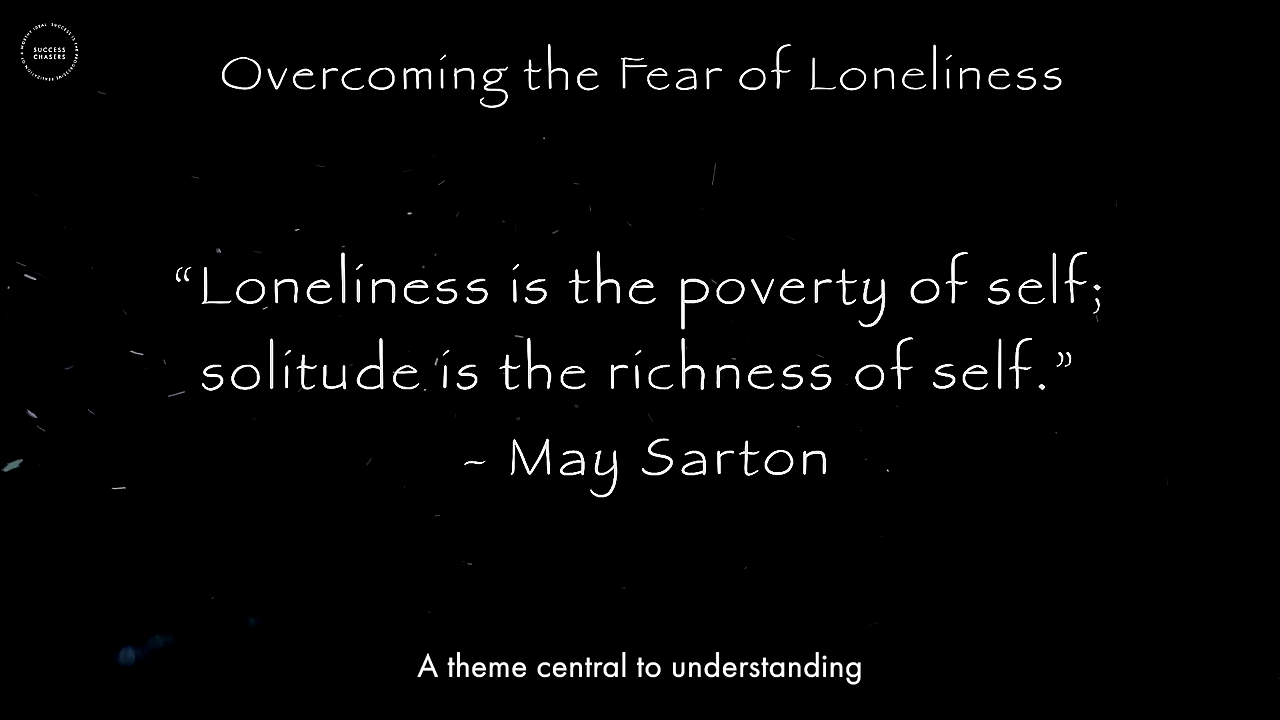 SUCCESS
CHASERS
Overcoming the Fear of Loneliness
“Loneliness is the poverty of self;
solitude is the richness of self.”
~ May Sarton
A theme central to understanding